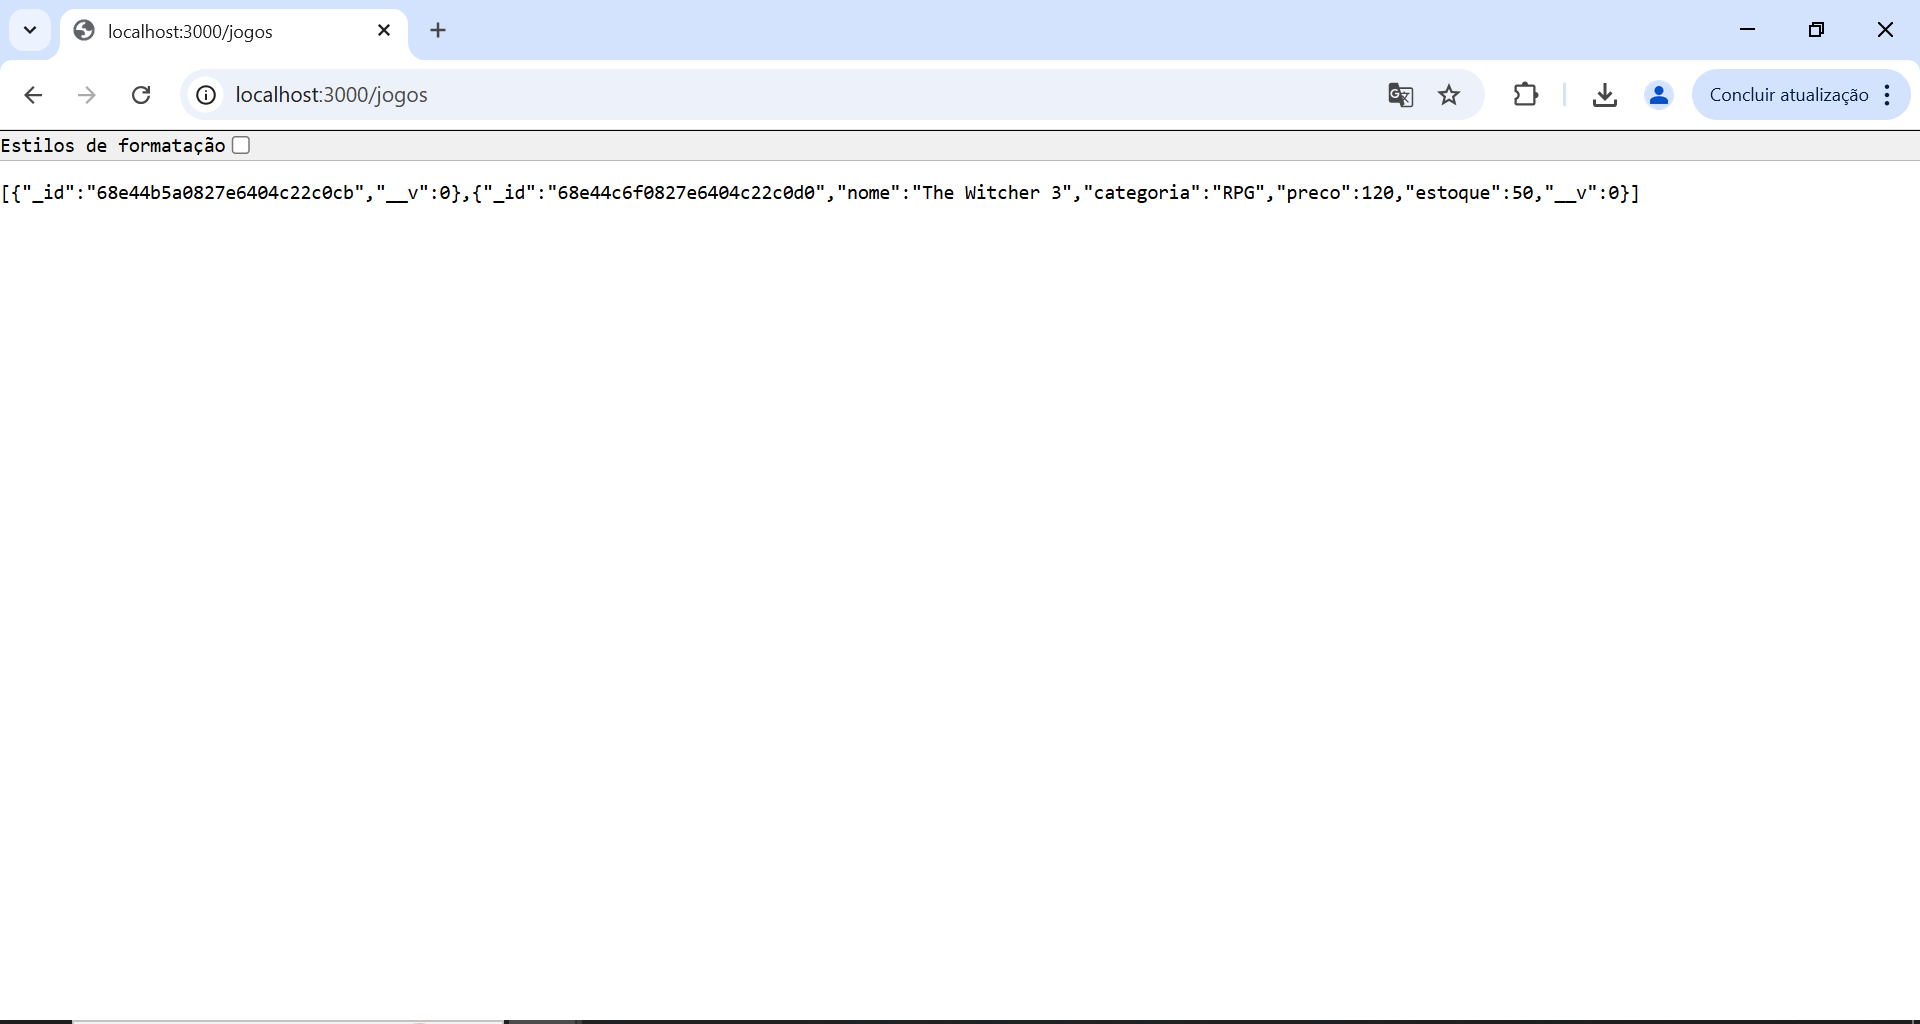 localhost:3000/jogos
localhost:3000/jogos
Concluir atualização
Estilos de formatação
[{"_id":"68e44b5a0827e6404c22c0cb","__v":0},{"_id":"68e44c6f0827e6404c22c0d0","nome":"The Witcher 3","categoria":"RPG","preco":120,"estoque":50,"__v":0}]